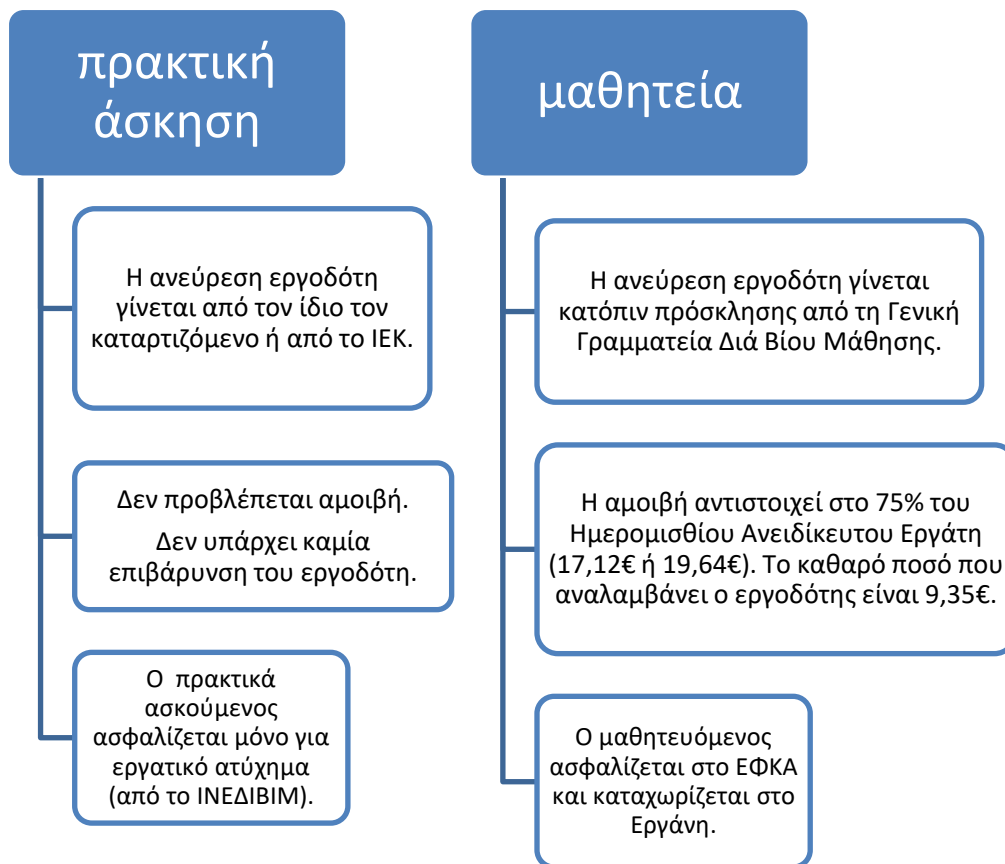 πρακτική
άσκηση
Η ανεύρεση εργοδότη
γίνεται από τον ίδιο τον
καταρτιζόμενο ή από το ΙΕΚ.
Δεν προβλέπεται αμοιβή.
Δεν υπάρχει καμία
επιβάρυνση του εργοδότη.
Ο πρακτικά
ασκούμενος
ασφαλίζεται μόνο για
εργατικό ατύχημα
(από το ΙΝΕΔΙΒΙΜ).
μαθητεία
Η ανεύρεση εργοδότη γίνεται
κατόπιν πρόσκλησης από τη Γενική
Γραμματεία Διά Βίου Μάθησης.
Η αμοιβή αντιστοιχεί στο 75% του
Ημερομισθίου Ανειδίκευτου Εργάτη
(17,12€ ή 19,64€). Το καθαρό ποσό που
αναλαμβάνει ο εργοδότης είναι 9,35€.
Ο μαθητευόμενος
ασφαλίζεται στο ΕΦΚΑ
και καταχωρίζεται στο
Εργάνη.